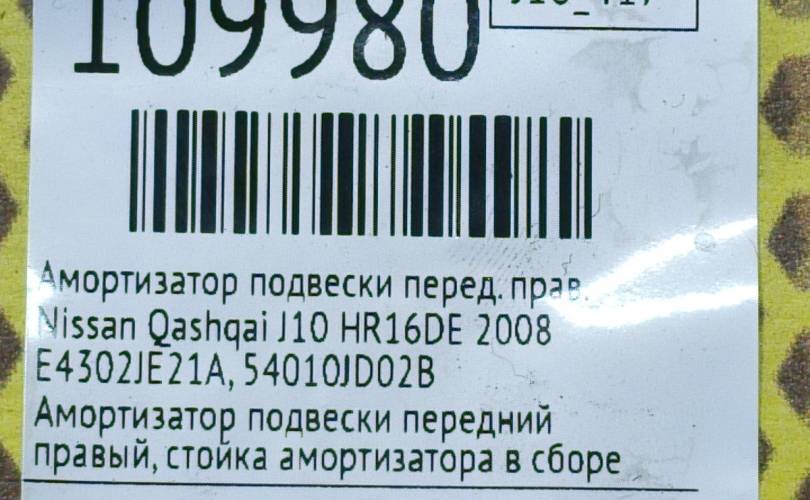 109980
Амортизатор подвески перед. прав.
Nissan Qashqai J10 HR16DE 2008
E4302JE21A, 54010JD02B
Амортизатор подвески передний
правый, стойка амортизатора в сборе